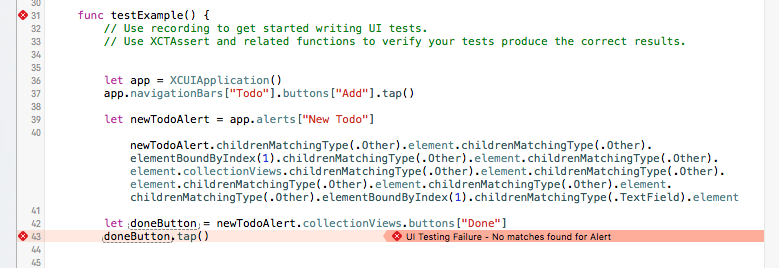 30
31 func testExample() {
32 // Use recording to get started writing UI tests.
33 // Use XCTAssert and related functions to verify your tests produce the correct results.
34
35
36 let app = XCUIApplication()
37 app.navigationBars["Todo"].buttons["Add"].tap()
38
39 let newTodoAlert = app.alerts["New Todo"]
40
newTodoAlert.childrenMatchingType(.Other).element.childrenMatchingType(.Other).
elementBoundByIndex(1).childrenMatchingType(.Other).element.childrenMatchingType(.Other).
element.collectionViews.childrenMatchingType(.Other).element.childrenMatchingType(.Other).
element.childrenMatchingType(.Other).element.childrenMatchingType(.Other).element.
childrenMatchingType(.Other).elementBoundByIndex(1).childrenMatchingType(.TextField).element
41
42 let doneButton = newTodoAlert.collectionViews.buttons["Done"]
43 doneButton.tap() UI Testing Failure - No matches found for Alert
44
45